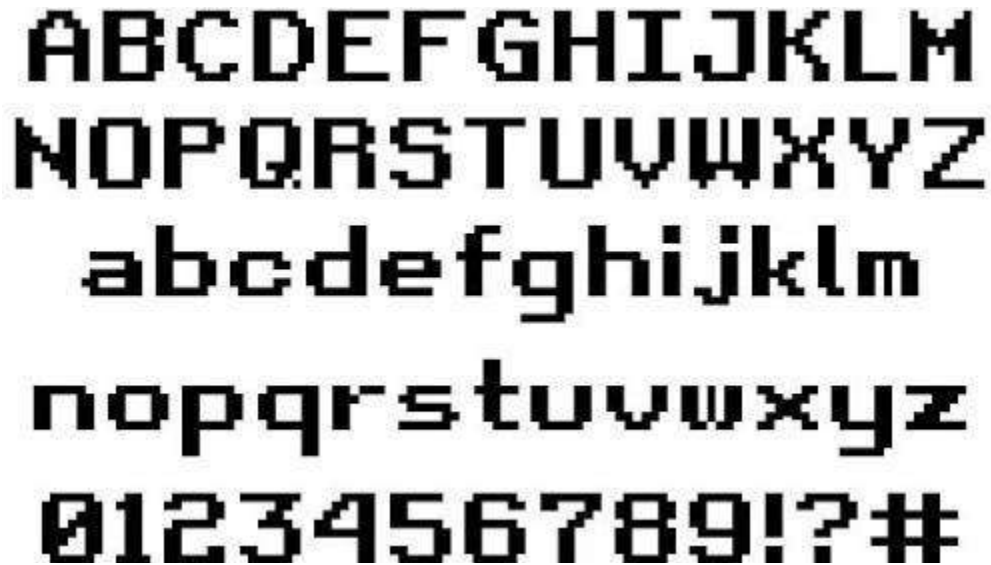 ABCDEFGHIJKLM
NOPQRSTUVWXYZ
abcdefghijklm
nopqrstuvwxyz
0123456789!?#